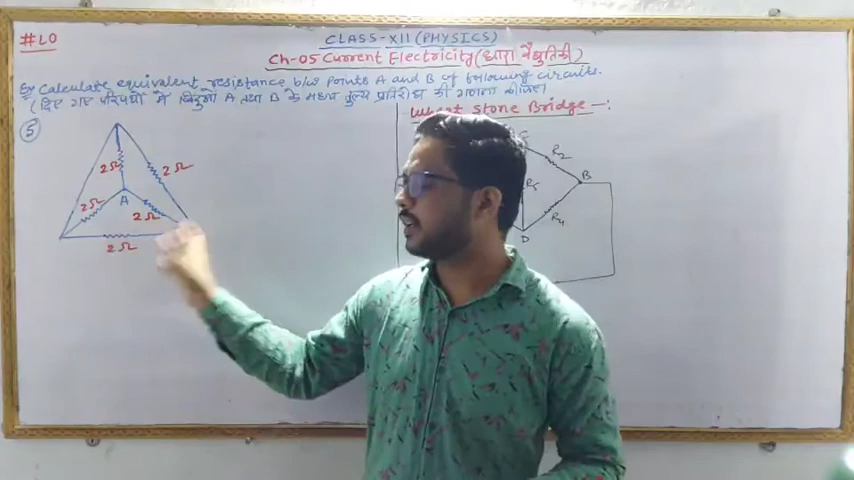 #L0
CLASS-XII (PHYSICS)
Ch-05 Current Electricity (धारा वैद्युतिकी)
Ex Calculate equivalent resistance b/w points A and B of following circuits.
(दिए गए परिपथों में बिन्दुओं A तथा B के मध्य तुल्य प्रतिरोध की गणना कीजिए।
Wheat Stone Bridge —:
5
C
R2
2Ω
2Ω
B
R5
2Ω
A
2Ω
R4
D
2Ω